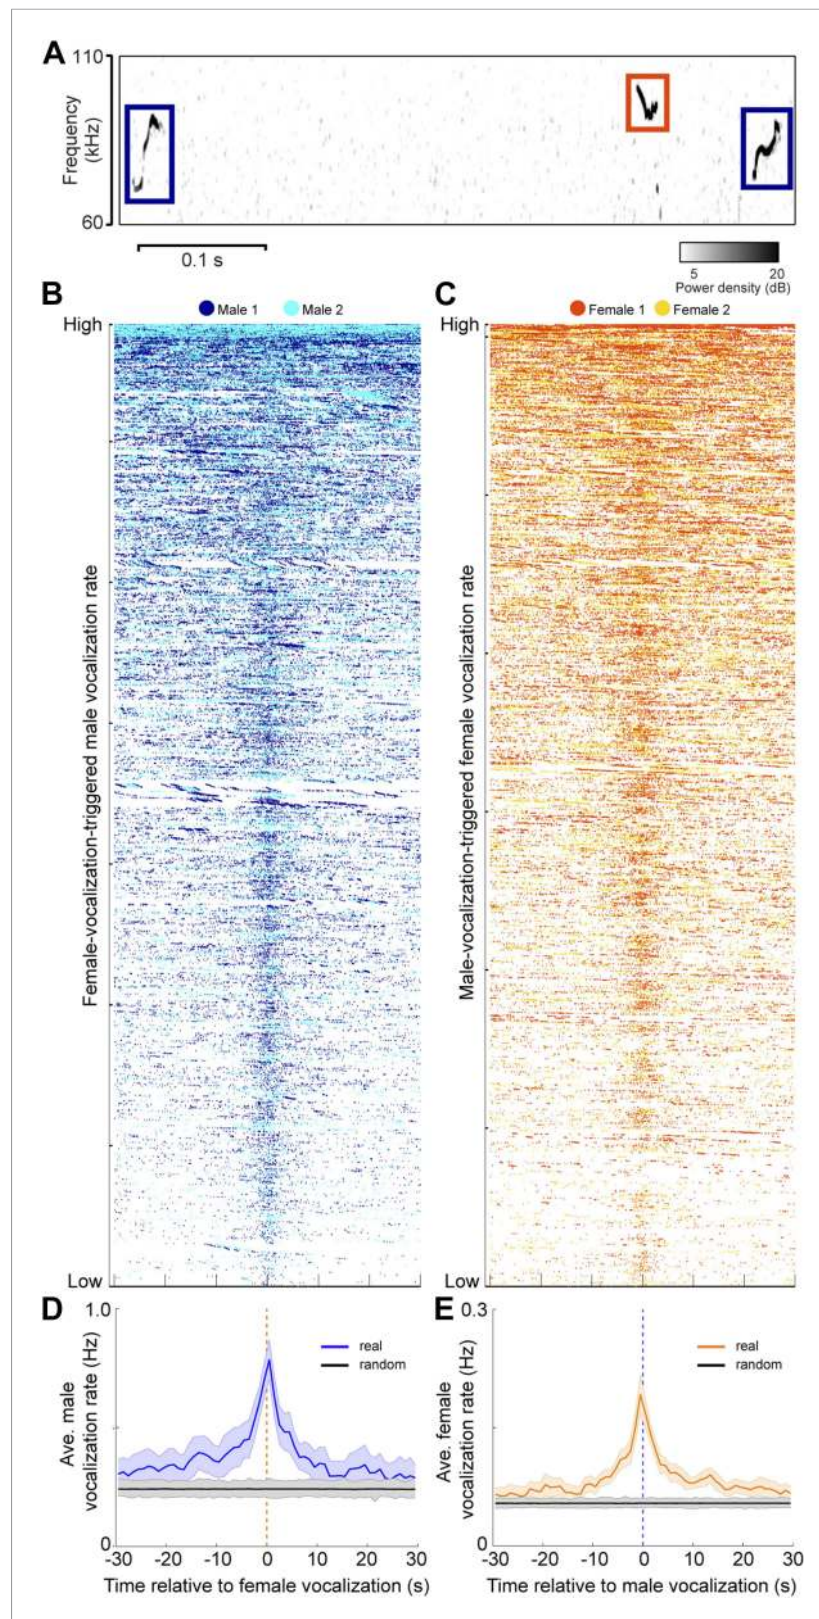 A
110
Frequency
(kHz)
60
0.1 s
5 20
Power density (dB)
B
Male 1 Male 2
High
Female-vocalization-triggered male vocalization rate
Low
C
Female 1 Female 2
High
Male-vocalization-triggered female vocalization rate
Low
D
1.0
Ave. male
vocalization rate (Hz)
0
real
random
-30 -20 -10 0 10 20 30
Time relative to female vocalization (s)
E
0.3
Ave. female
vocalization rate (Hz)
0
real
random
-30 -20 -10 0 10 20 30
Time relative to male vocalization (s)